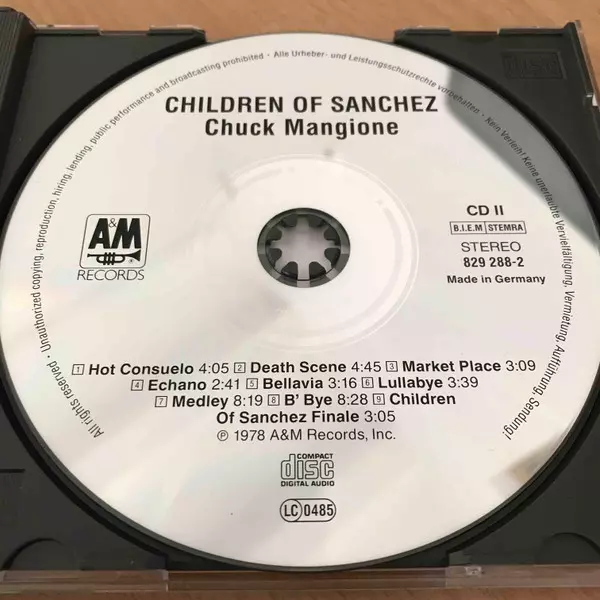 Unauthorized copying, reproduction, hiring, lending, public performance and broadcasting prohibited · Alle Urheber- und Leistungsschutzrechte vorbehalten · Kein Verleih! Keine unerlaubte Vervielfältigung, Vermietung, Aufführung, Sendung!
CHILDREN OF SANCHEZ
Chuck Mangione
A&M
RECORDS
CD II
B.I.E.M STEMRA
STEREO
829 288-2
Made in Germany
1 Hot Consuelo 4:05 2 Death Scene 4:45 3 Market Place 3:09
4 Echano 2:41 5 Bellavia 3:16 6 Lullabye 3:39
7 Medley 8:19 8 B' Bye 8:28 9 Children
Of Sanchez Finale 3:05
℗ 1978 A&M Records, Inc.
COMPACT
disc
DIGITAL AUDIO
LC 0485
All rights reserved ·